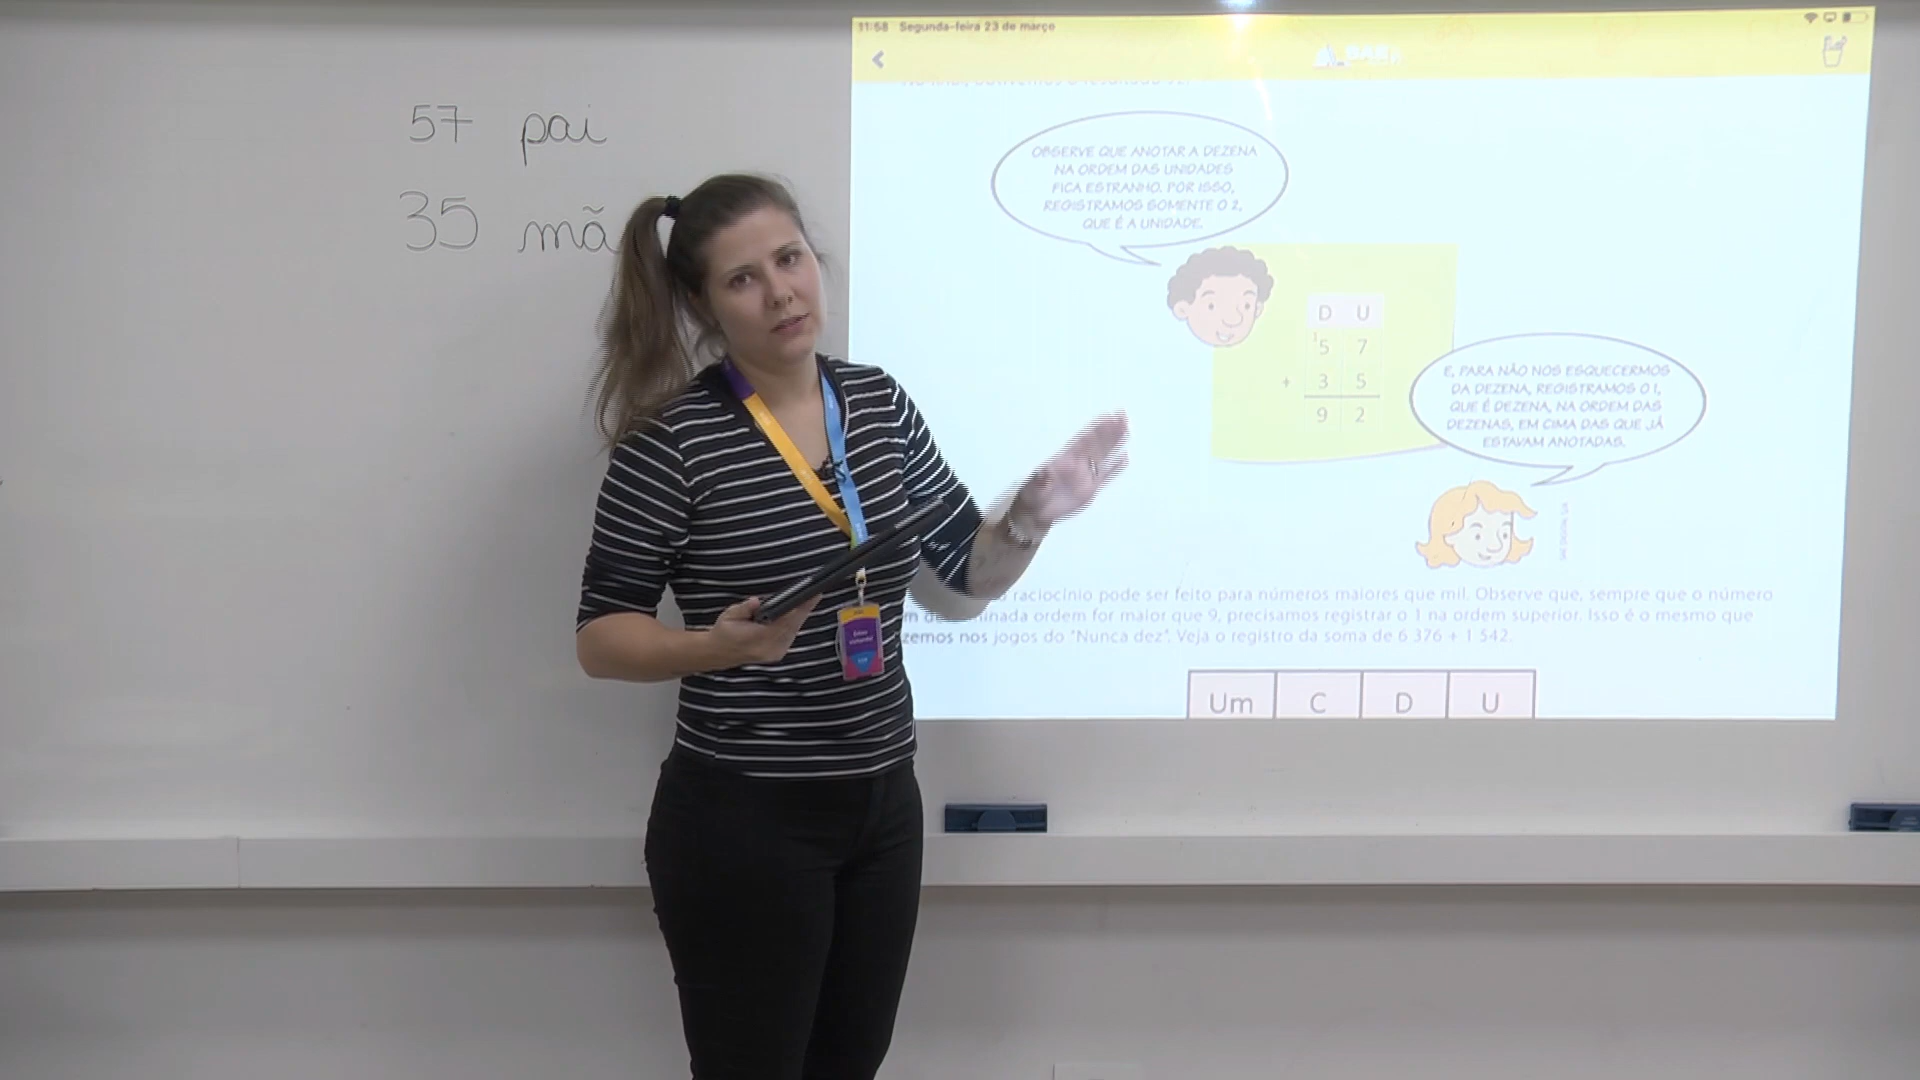 57 pai
35 mã
11:58 Segunda-feira 23 de março
OBSERVE QUE ANOTAR A DEZENA
NA ORDEM DAS UNIDADES
FICA ESTRANHO. POR ISSO,
REGISTRAMOS SOMENTE O 2,
QUE É A UNIDADE.
D U
1
5 7
+ 3 5
9 2
E, PARA NÃO NOS ESQUECERMOS
DA DEZENA, REGISTRAMOS O 1,
QUE É DEZENA, NA ORDEM DAS
DEZENAS, EM CIMA DAS QUE JÁ
ESTAVAM ANOTADAS.
raciocínio pode ser feito para números maiores que mil. Observe que, sempre que o número
ordem for maior que 9, precisamos registrar o 1 na ordem superior. Isso é o mesmo que
zemos nos jogos do "Nunca dez". Veja o registro da soma de 6 376 + 1 542.
Um C D U